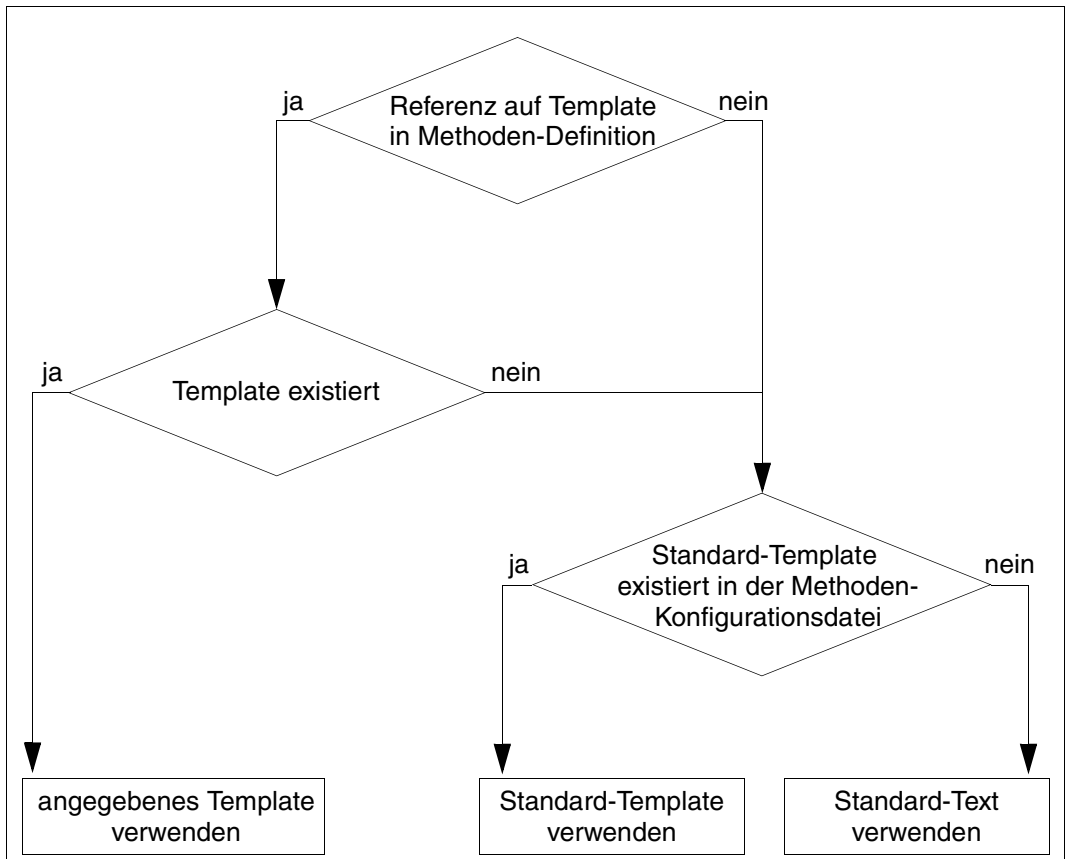 ja
Referenz auf Template
in Methoden-Definition
nein
ja
Template existiert
nein
ja
Standard-Template
existiert in der Methoden-
Konfigurationsdatei
nein
angegebenes Template
verwenden
Standard-Template
verwenden
Standard-Text
verwenden